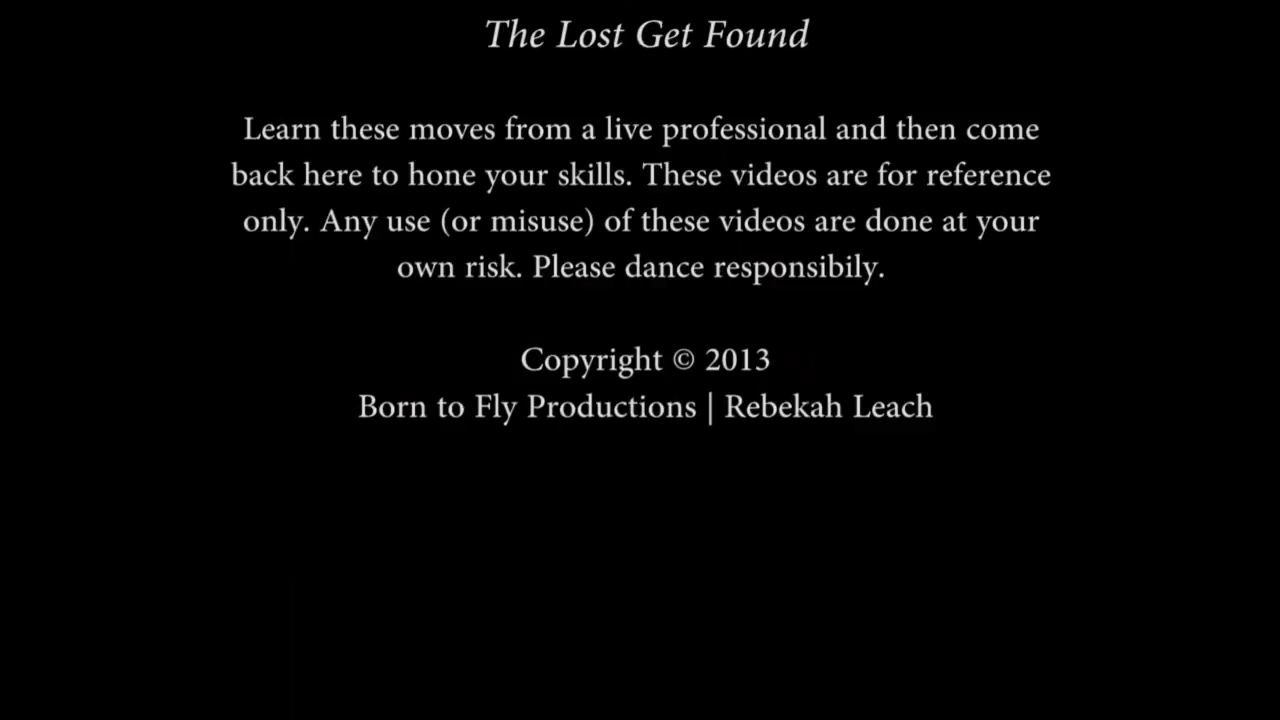 The Lost Get Found
Learn these moves from a live professional and then come
back here to hone your skills. These videos are for reference
only. Any use (or misuse) of these videos are done at your
own risk. Please dance responsibily.
Copyright © 2013
Born to Fly Productions | Rebekah Leach